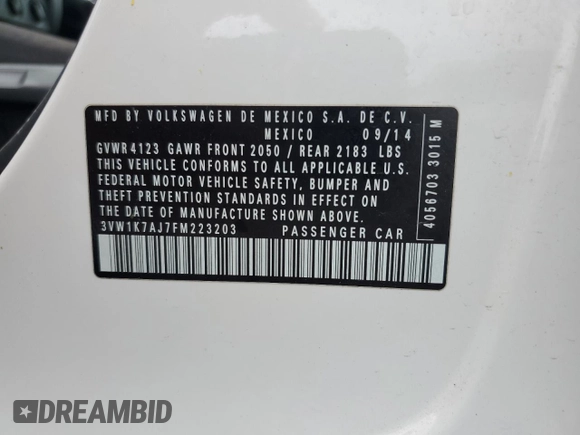 MFD BY VOLKSWAGEN DE MEXICO S.A. DE C.V.
MEXICO 09/14
GVWR 4123 GAWR FRONT 2050 / REAR 2183 LBS
THIS VEHICLE CONFORMS TO ALL APPLICABLE U.S.
FEDERAL MOTOR VEHICLE SAFETY, BUMPER AND
THEFT PREVENTION STANDARDS IN EFFECT ON
THE DATE OF MANUFACTURE SHOWN ABOVE.
3VW1K7AJ7FM223203 PASSENGER CAR
4056703 3015 M
DREAMBID